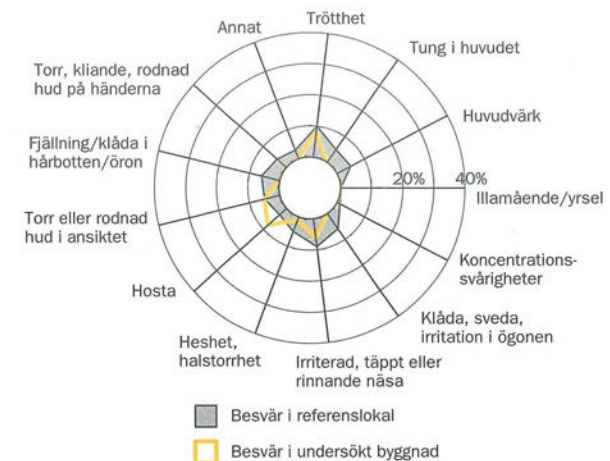 Trötthet
Annat
Tung i huvudet
Torr, kliande, rodnad
hud på händerna
Huvudvärk
Fjällning/klåda i
hårbotten/öron
20%
40%
Illamående/yrsel
Torr eller rodnad
hud i ansiktet
Koncentrations-
svårigheter
Hosta
Klåda, sveda,
irritation i ögonen
Heshet,
halstorrhet
Irriterad, täppt eller
rinnande näsa
Besvär i referenslokal
Besvär i undersökt byggnad